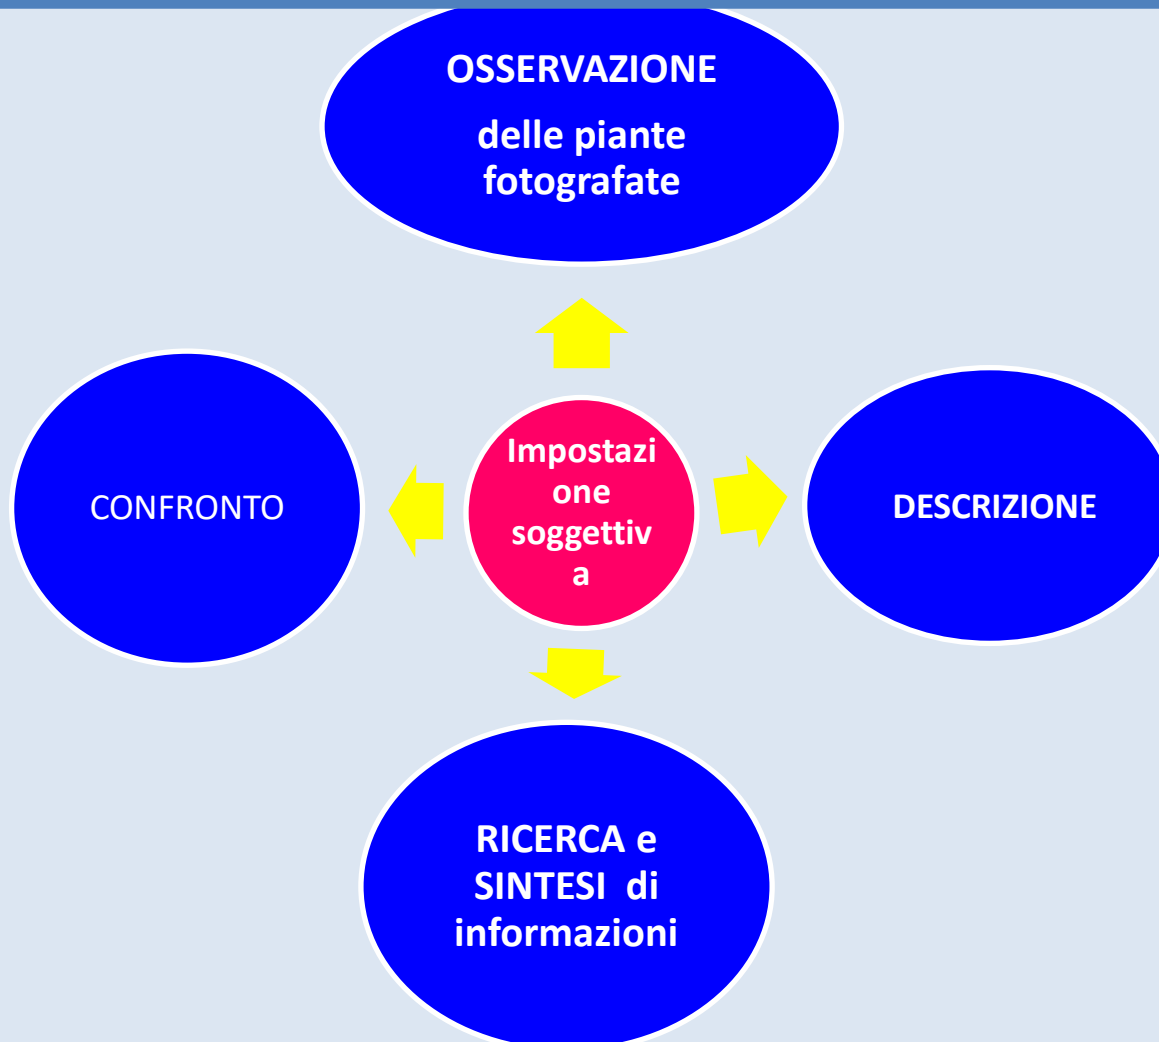 OSSERVAZIONE
delle piante
fotografate
CONFRONTO
Impostazi
one
soggettiv
a
DESCRIZIONE
RICERCA e
SINTESI di
informazioni